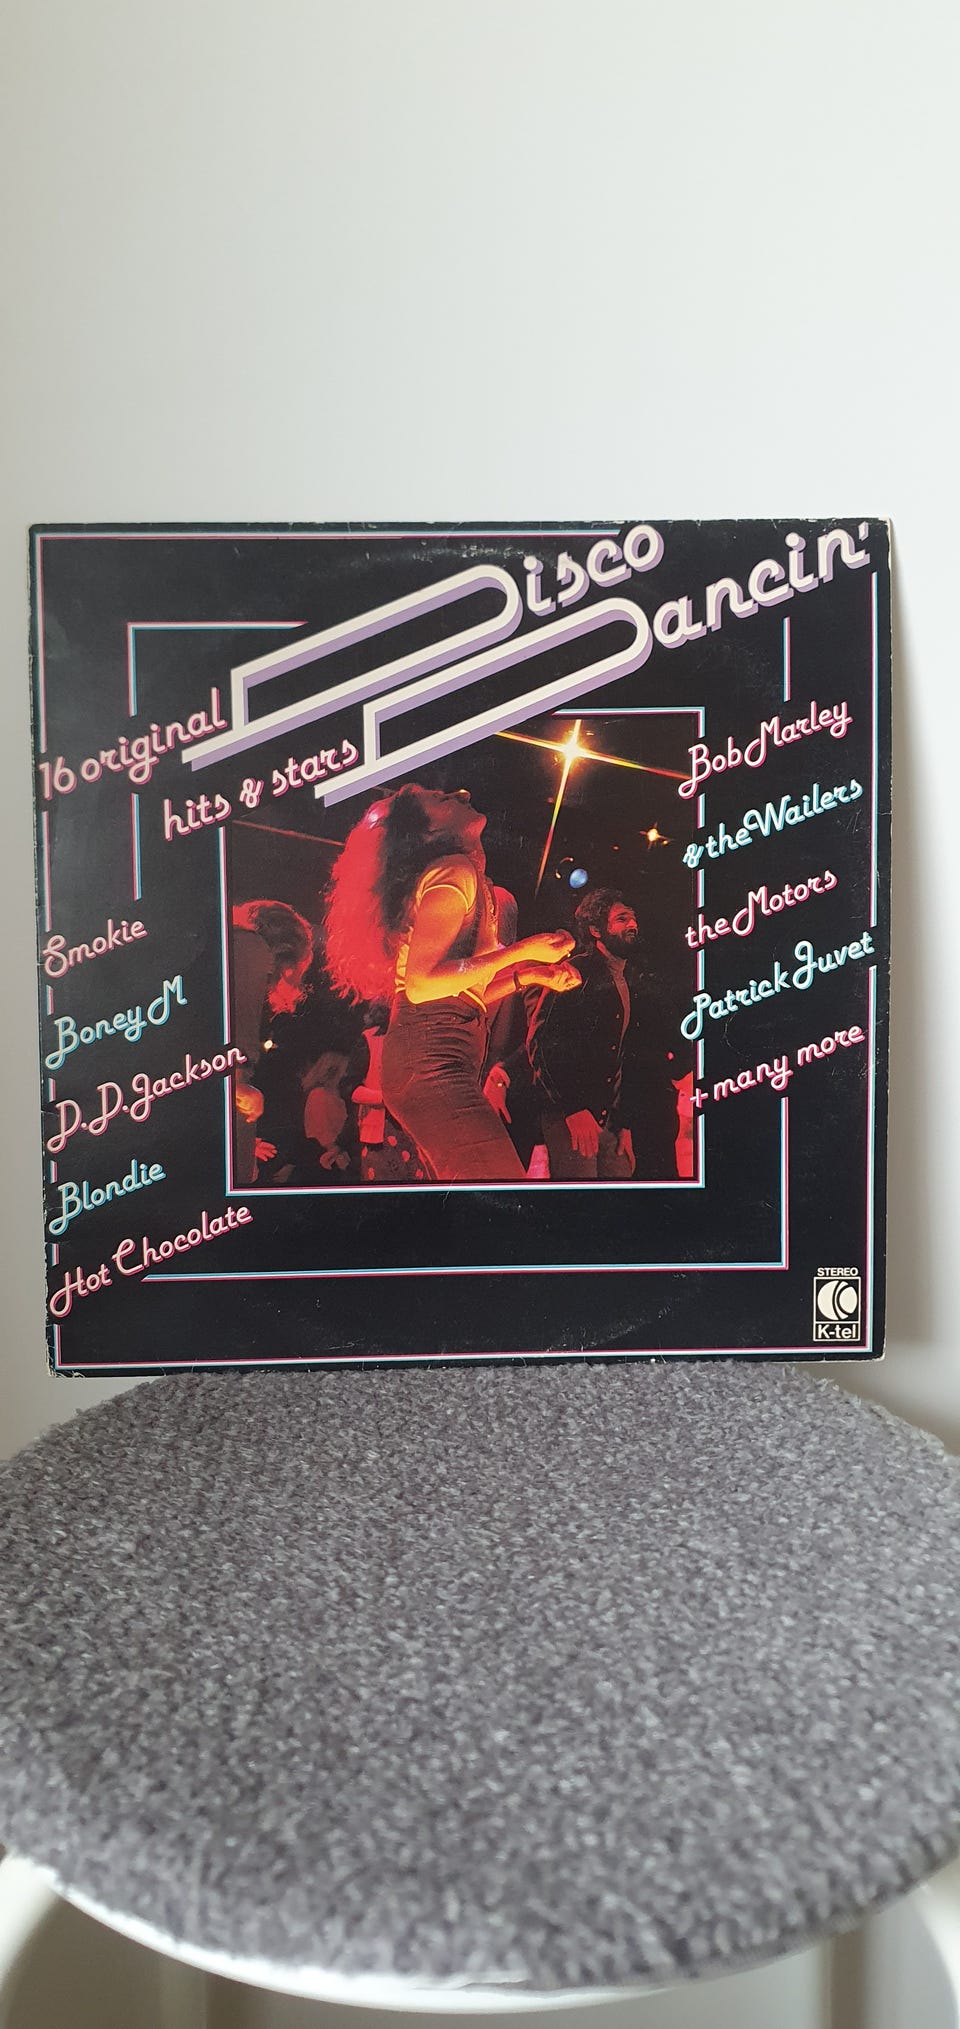 Disco
Dancin'
16 original
hits & stars
Smokie
Boney M
D.D. Jackson
Blondie
Hot Chocolate
Bob Marley
& the Wailers
the Motors
Patrick Juvet
+ many more
STEREO
K-tel